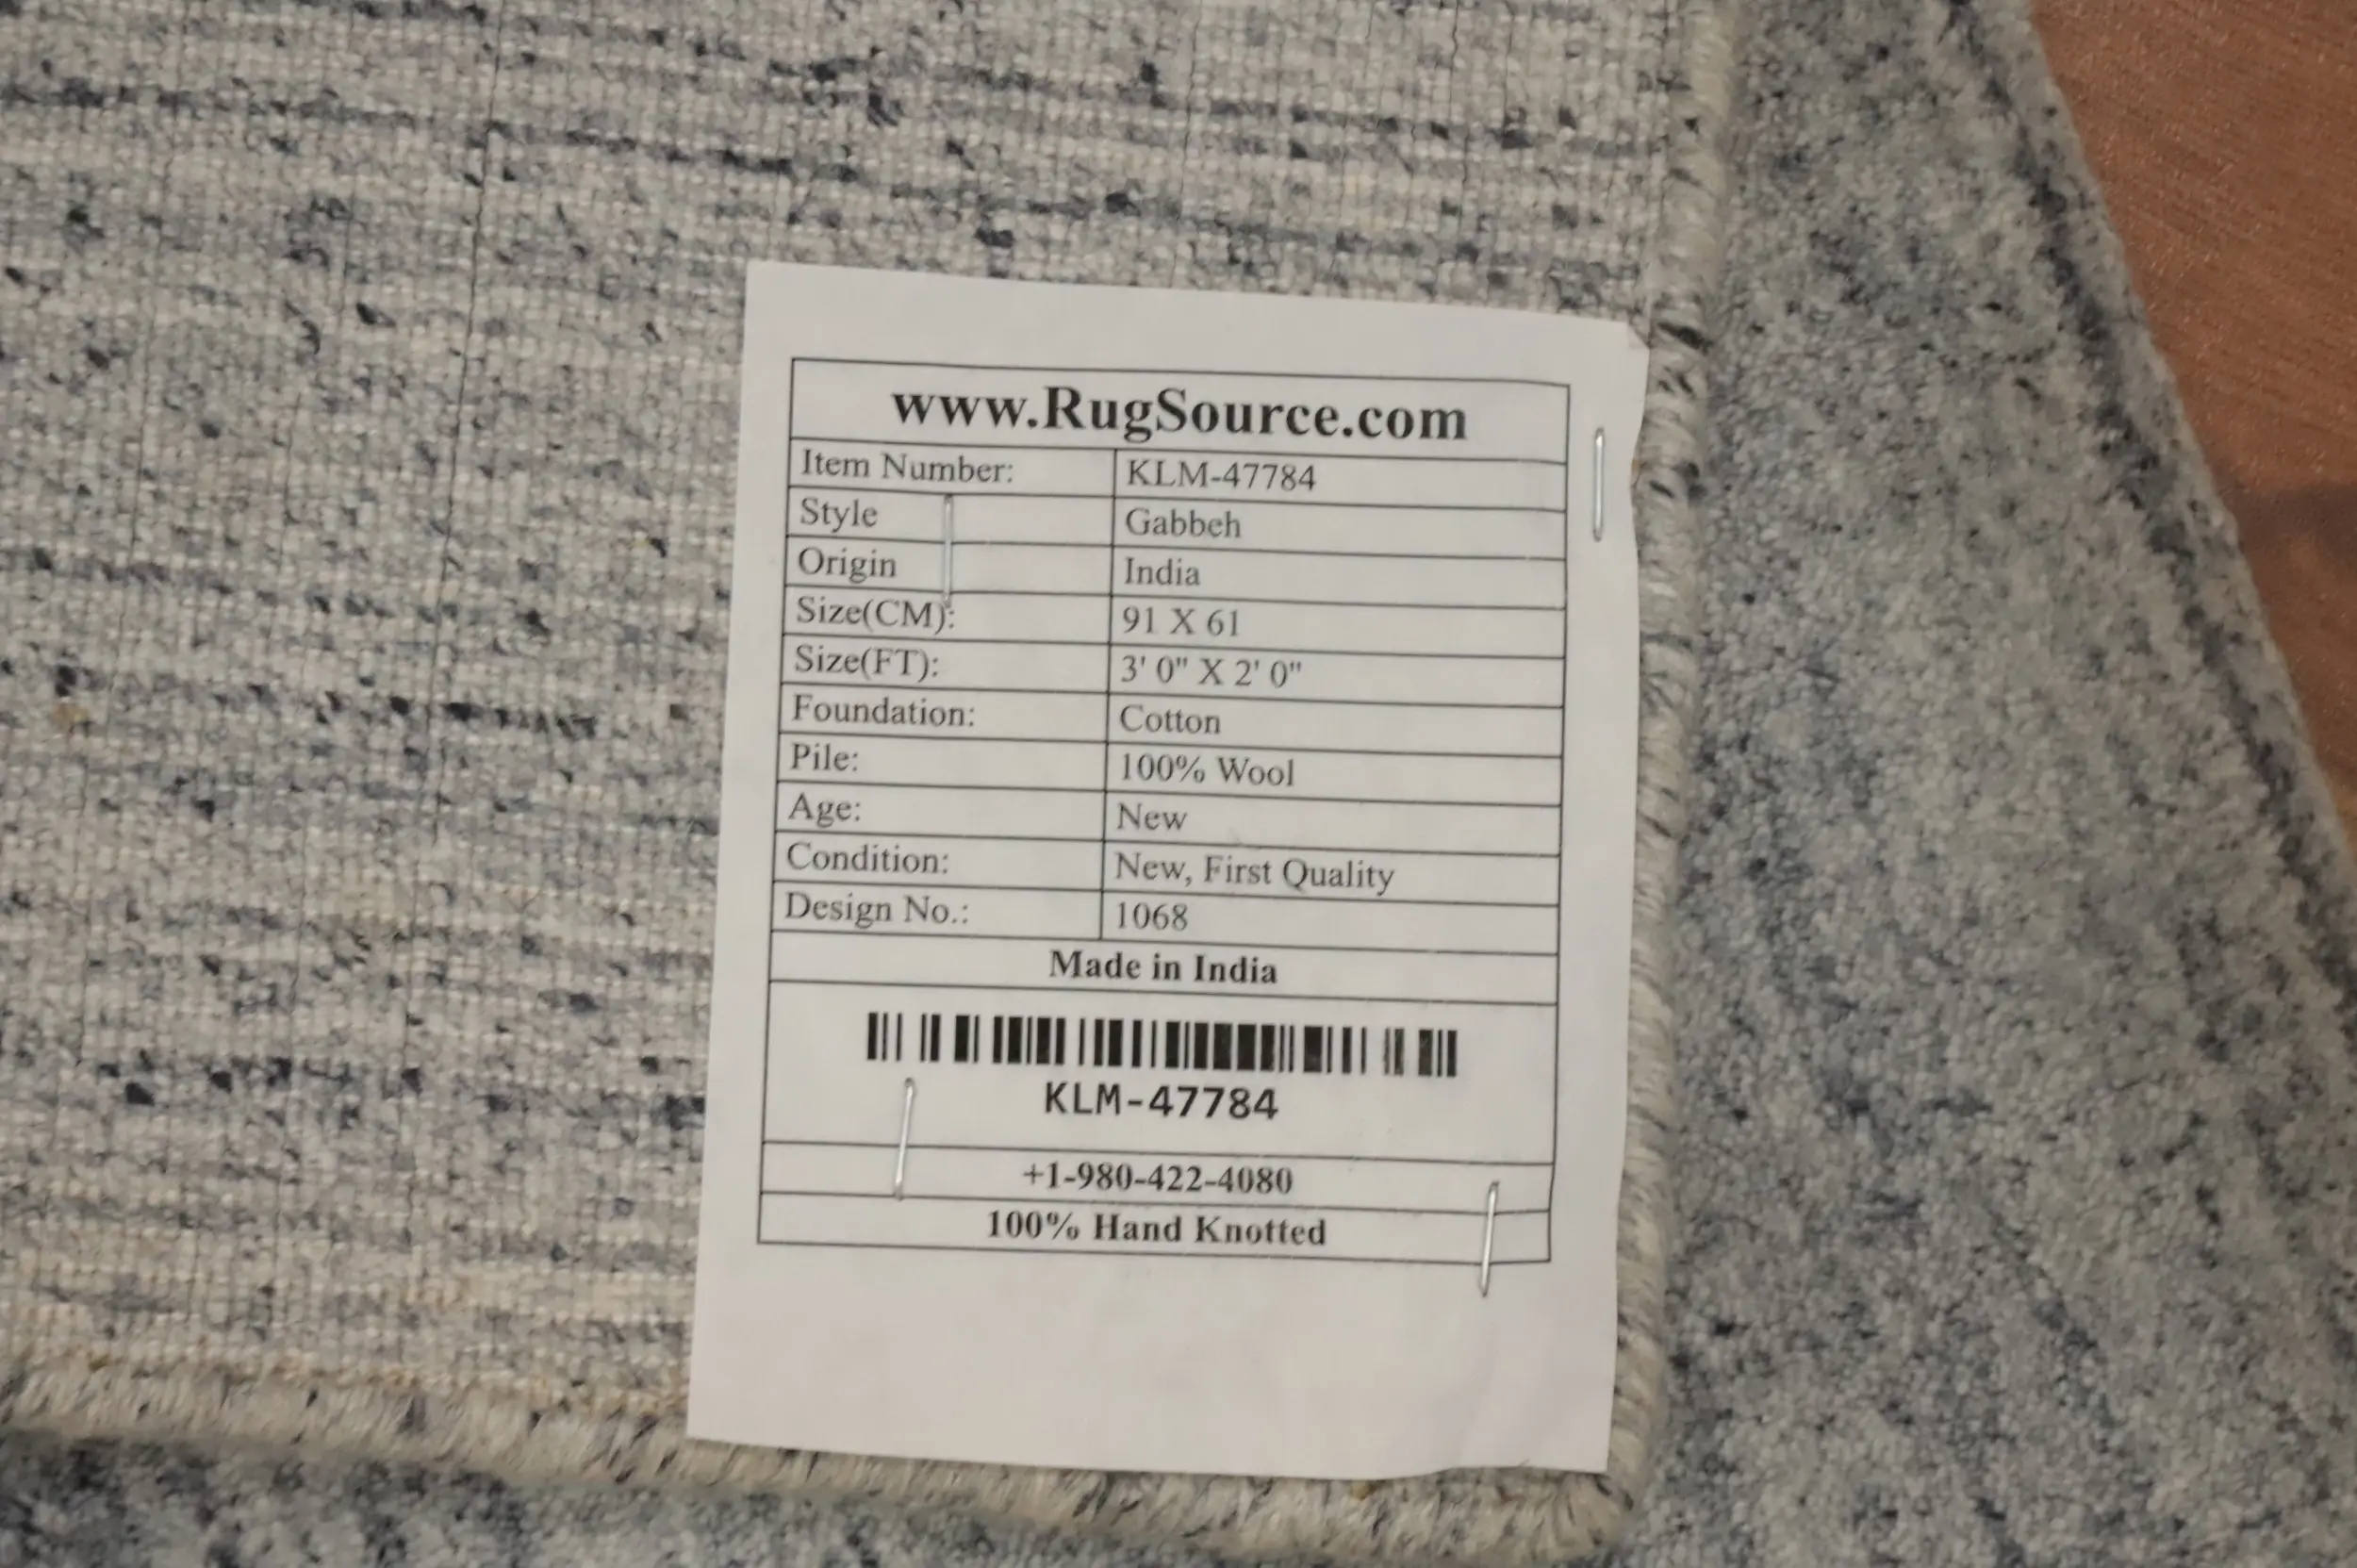 www.RugSource.com
Item Number: KLM-47784
Style Gabbeh
Origin India
Size(CM): 91 X 61
Size(FT): 3' 0" X 2' 0"
Foundation: Cotton
Pile: 100% Wool
Age: New
Condition: New, First Quality
Design No.: 1068
Made in India
KLM-47784
+1-980-422-4080
100% Hand Knotted